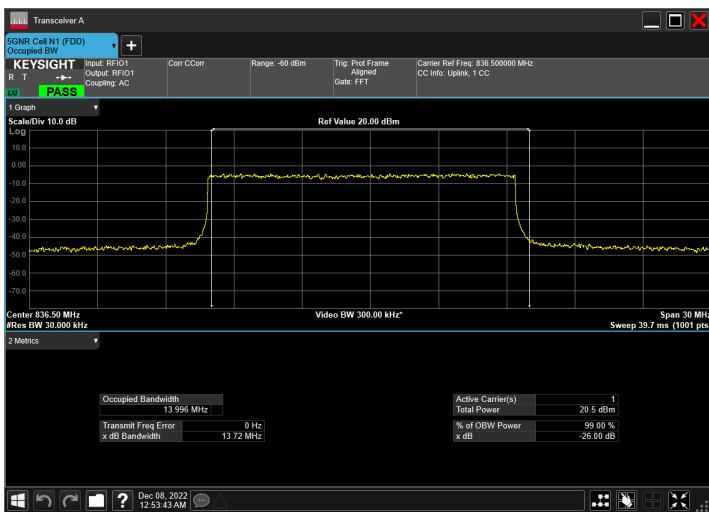 Transceiver A
5GNR Cell N1 (FDD)
Occupied BW
KEYSIGHT
R T
LXI
PASS
Input: RFIO1
Output: RFIO1
Coupling: AC
Corr CCorr
Range: -60 dBm
Trig: Prot Frame
Aligned
Gate: FFT
Carrier Ref Freq: 836.500000 MHz
CC Info: Uplink, 1 CC
1 Graph
Scale/Div 10.0 dB
Ref Value 20.00 dBm
Log
10.0
0.00
-10.0
-20.0
-30.0
-40.0
-50.0
-60.0
-70.0
Center 836.50 MHz
Video BW 300.00 kHz*
Span 30 MHz
#Res BW 30.000 kHz
Sweep 39.7 ms (1001 pts
2 Metrics
Occupied Bandwidth
13.996 MHz
Transmit Freq Error 0 Hz
x dB Bandwidth 13.72 MHz
Active Carrier(s) 1
Total Power 20.5 dBm
% of OBW Power 99.00 %
x dB -26.00 dB
Dec 08, 2022
12:53:43 AM